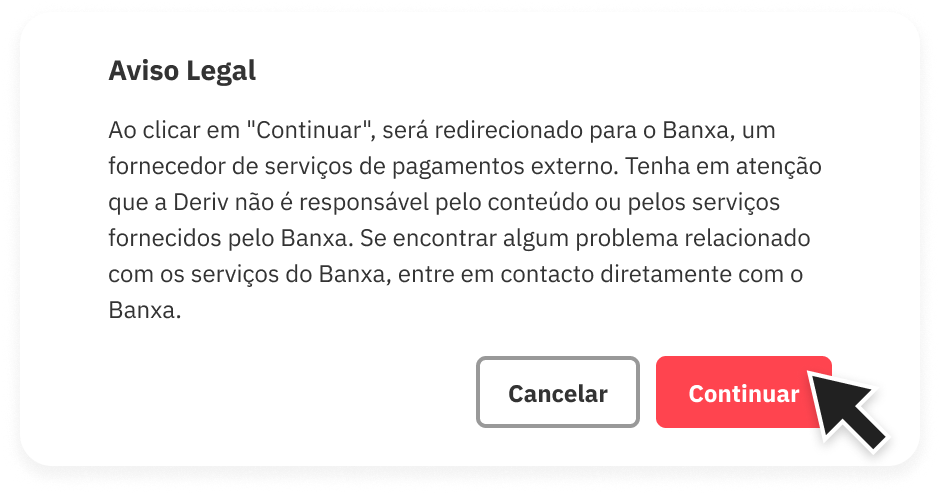 Aviso Legal
Ao clicar em "Continuar", será redirecionado para o Banxa, um
fornecedor de serviços de pagamentos externo. Tenha em atenção
que a Deriv não é responsável pelo conteúdo ou pelos serviços
fornecidos pelo Banxa. Se encontrar algum problema relacionado
com os serviços do Banxa, entre em contacto diretamente com o
Banxa.
Cancelar
Continuar